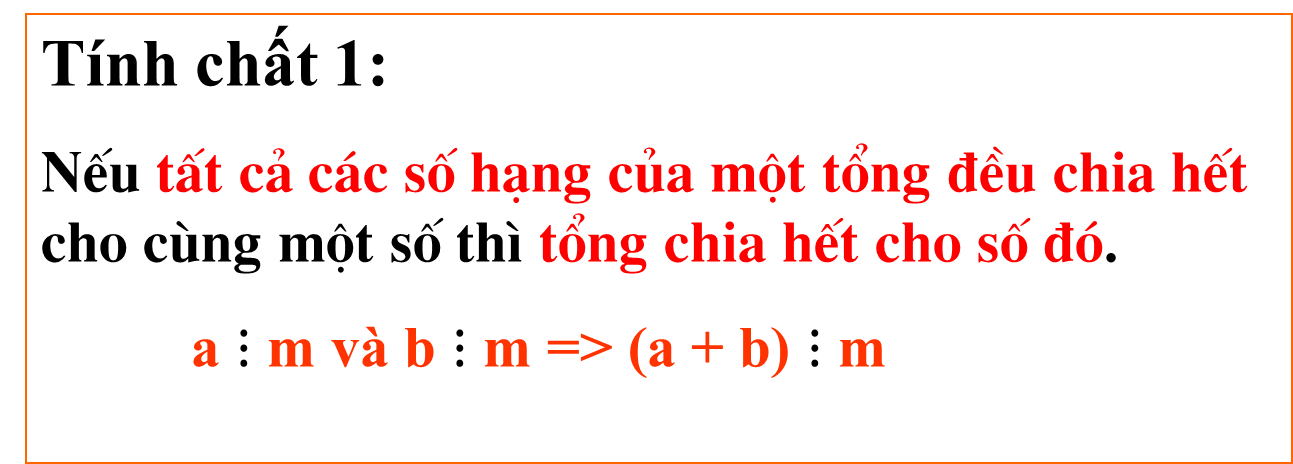 Tính chất 1:
Nếu tất cả các số hạng của một tổng đều chia hết
cho cùng một số thì tổng chia hết cho số đó.
a ⋮ m và b ⋮ m => (a + b) ⋮ m